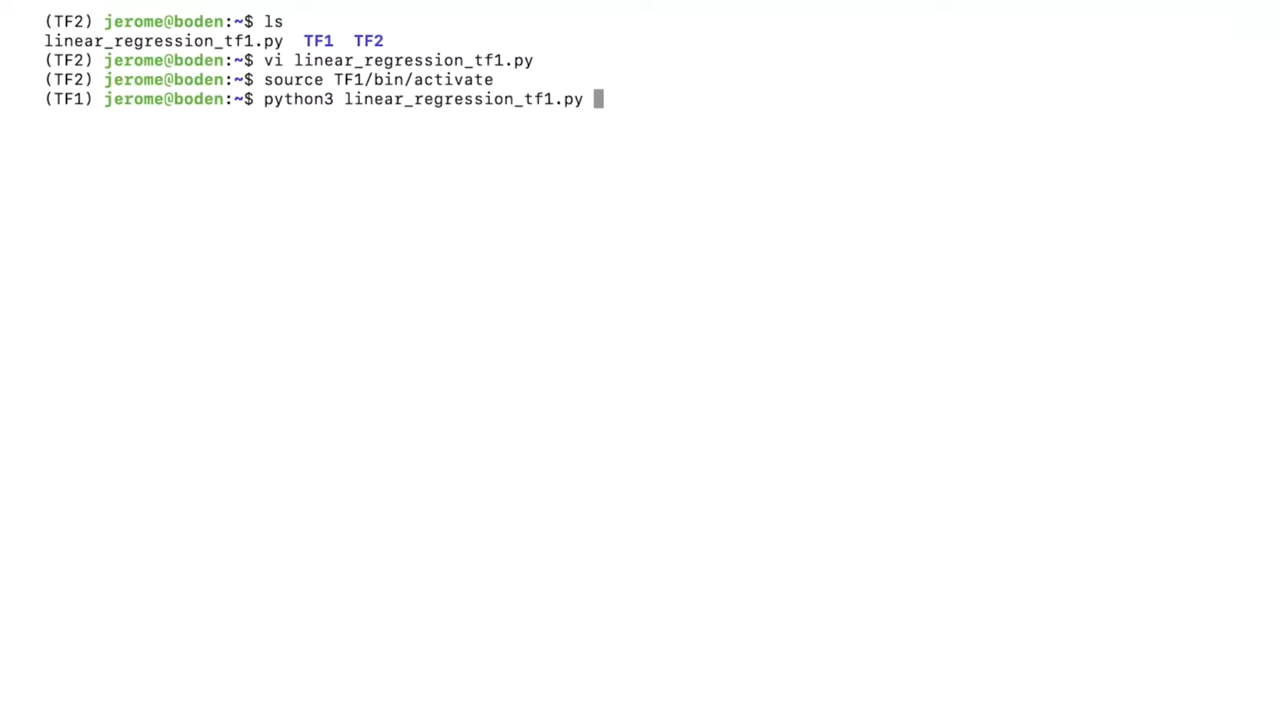 (TF2) jerome@boden:~$ ls
linear_regression_tf1.py  TF1  TF2
(TF2) jerome@boden:~$ vi linear_regression_tf1.py
(TF2) jerome@boden:~$ source TF1/bin/activate
(TF1) jerome@boden:~$ python3 linear_regression_tf1.py